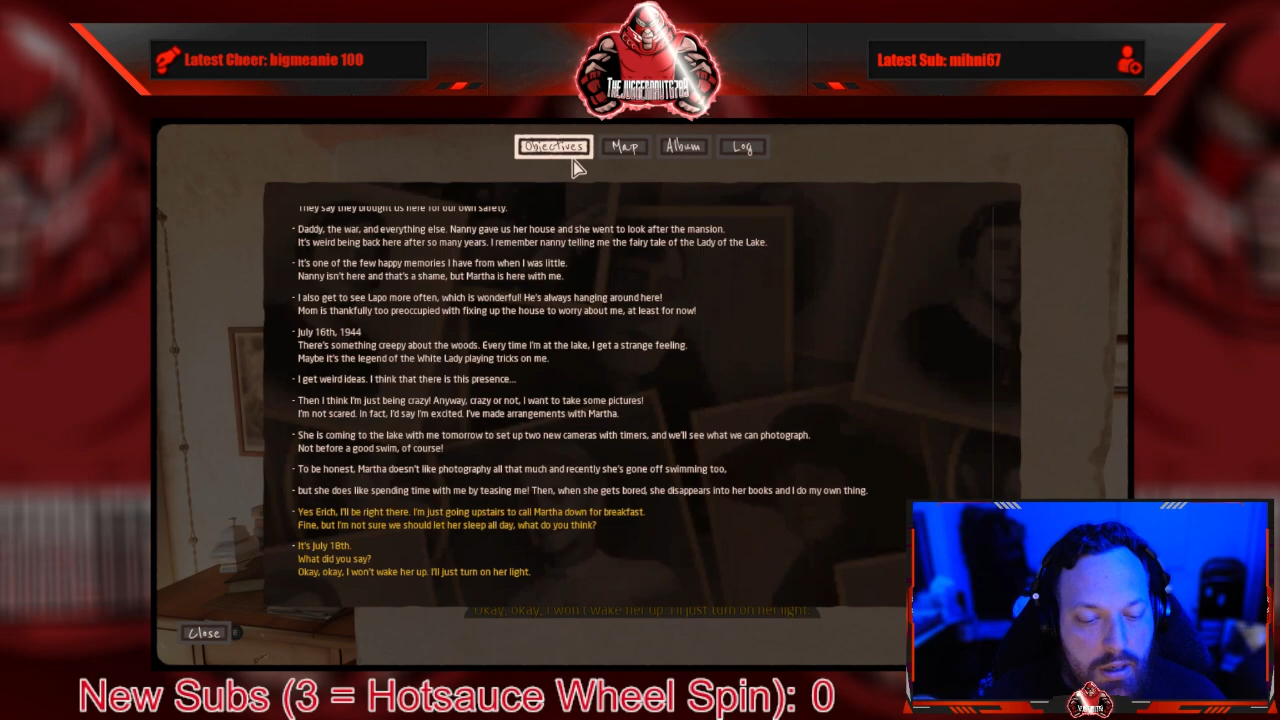 Latest Cheer: bigmeanie 100
Latest Sub: mihni67
Objectives
Map
Album
Log
They say they brought us here for our own safety.
- Daddy, the war, and everything else. Nanny gave us her house and she went to look after the mansion.
It's weird being back here after so many years. I remember nanny telling me the fairy tale of the Lady of the Lake.
- It's one of the few happy memories I have from when I was little.
Nanny isn't here and that's a shame, but Martha is here with me.
- I also get to see Lapo more often, which is wonderful! He's always hanging around here!
Mom is thankfully too preoccupied with fixing up the house to worry about me, at least for now!
- July 16th, 1944
There's something creepy about the woods. Every time I'm at the lake, I get a strange feeling.
Maybe it's the legend of the White Lady playing tricks on me.
- I get weird ideas. I think that there is this presence...
- Then I think I'm just being crazy! Anyway, crazy or not, I want to take some pictures!
I'm not scared. In fact, I'd say I'm excited. I've made arrangements with Martha.
- She is coming to the lake with me tomorrow to set up two new cameras with timers, and we'll see what we can photograph.
Not before a good swim, of course!
- To be honest, Martha doesn't like photography all that much and recently she's gone off swimming too,
- but she does like spending time with me by teasing me! Then, when she gets bored, she disappears into her books and I do my own thing.
- Yes Erich, I'll be right there. I'm just going upstairs to call Martha down for breakfast.
Fine, but I'm not sure we should let her sleep all day, what do you think?
- It's July 18th.
What did you say?
Okay, okay, I won't wake her up. I'll just turn on her light.
Okay, okay, I won't wake her up. I'll just turn on her light.
Close
New Subs (3 = Hotsauce Wheel Spin): 0